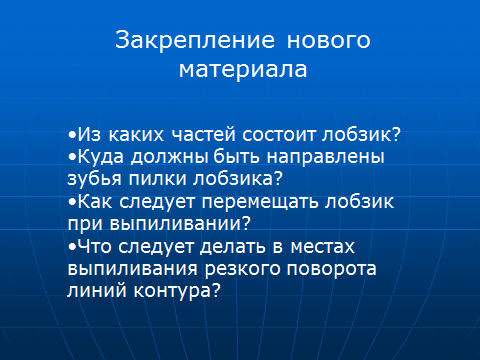 Закрепление нового
материала
•Из каких частей состоит лобзик?
•Куда должны быть направлены
зубья пилки лобзика?
•Как следует перемещать лобзик
при выпиливании?
•Что следует делать в местах
выпиливания резкого поворота
линий контура?